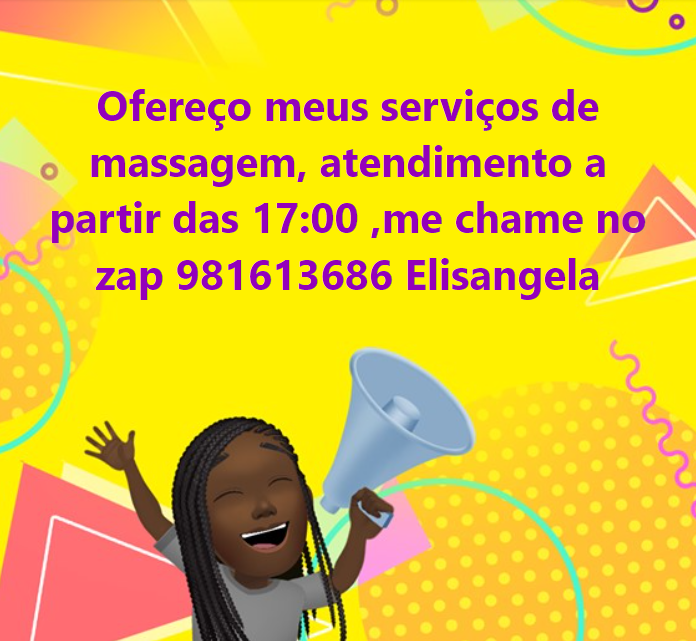 Ofereço meus serviços de
massagem, atendimento a
partir das 17:00 ,me chame no
zap 981613686 Elisangela